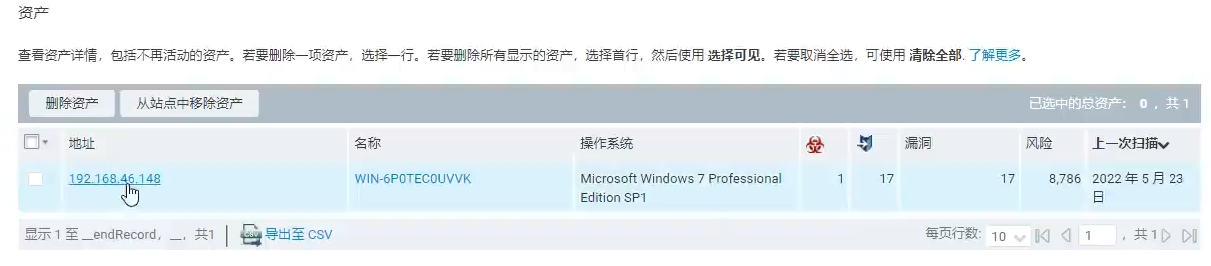 资产
查看资产详情，包括不再活动的资产。若要删除一项资产，选择一行。若要删除所有显示的资产，选择首行，然后使用 选择可见。若要取消全选，可使用 清除全部. 了解更多。
删除资产 从站点中移除资产 已选中的总资产： 0 ，共 1
地址 名称 操作系统 漏洞 风险 上一次扫描
192.168.46.148 WIN-6P0TEC0UVVK Microsoft Windows 7 Professional 1 17 17 8,786 2022 年 5 月 23
Edition SP1 日
显示 1 至 __endRecord，__，共1 CSV 导出至 CSV 每页行数: 10 1 ，共 1